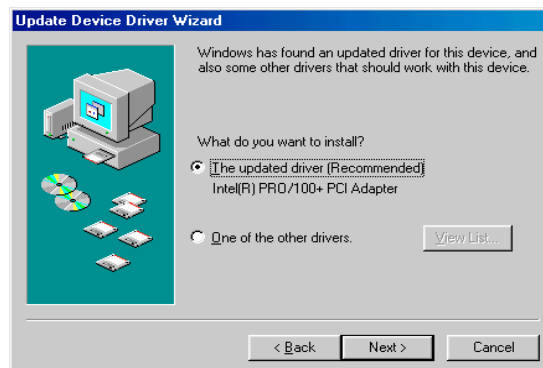 Update Device Driver Wizard
Windows has found an updated driver for this device, and
also some other drivers that should work with this device.
What do you want to install?
The updated driver (Recommended)
Intel(R) PRO/100+ PCI Adapter
One of the other drivers.
View List...
< Back
Next >
Cancel